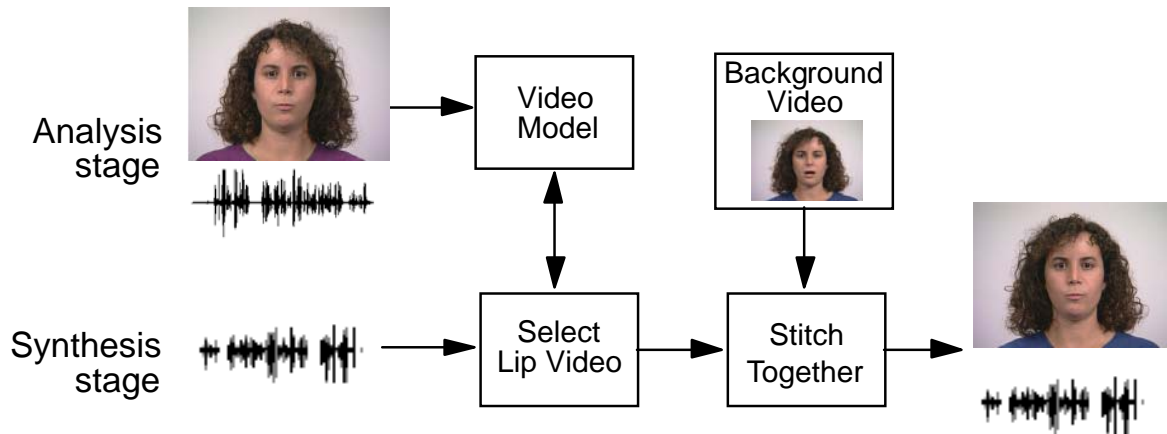 Analysis
stage
Video
Model
Background
Video
Synthesis
stage
Select
Lip Video
Stitch
Together